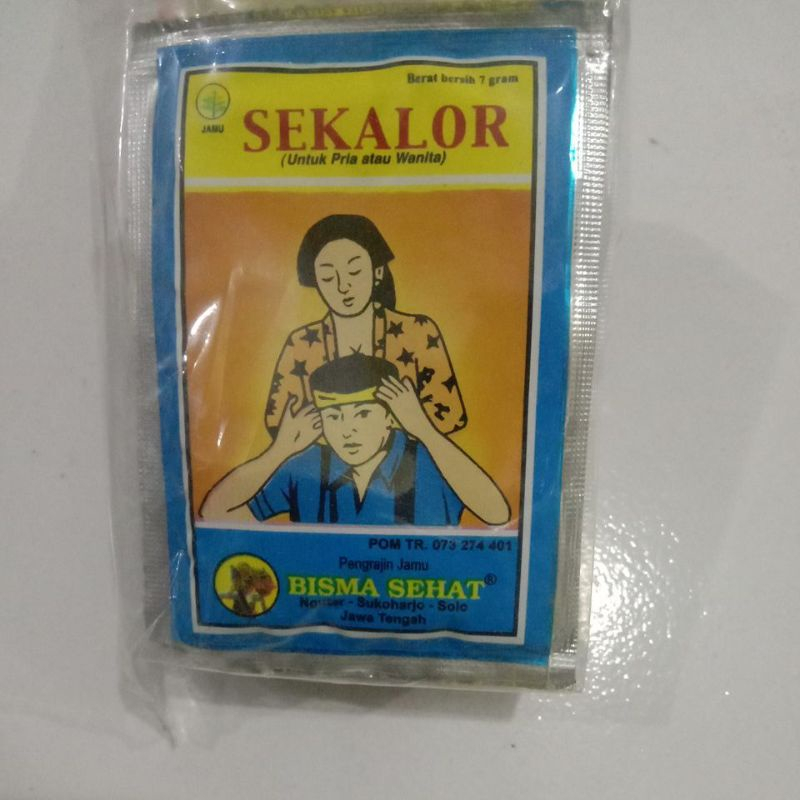 Berat bersih 7 gram
JAMU
SEKALOR
(Untuk Pria atau Wanita)
POM TR. 073 274 401
Pengrajin Jamu
BISMA SEHAT®
- Sukoharjo - Solo
Jawa Tengah